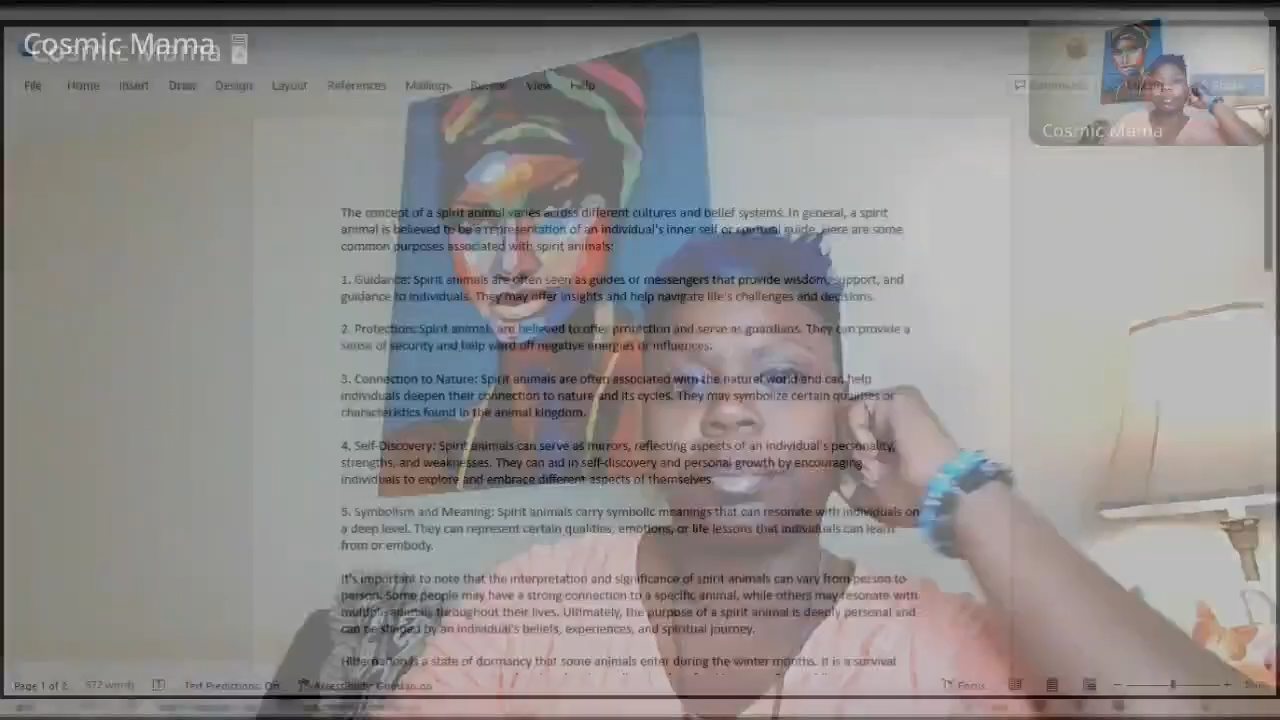 Cosmic Mama
File Home Insert Draw Design Layout References Mailings Review View Help
Cosmic Mama
The concept of a spirit animal varies across different cultures and belief systems. In general, a spirit
animal is believed to be a representation of an individual's inner self or spiritual guide. Here are some
common purposes associated with spirit animals:
1. Guidance: Spirit animals are often seen as guides or messengers that provide wisdom, support, and
guidance to individuals. They may offer insights and help navigate life's challenges and decisions.
2. Protection: Spirit animals are believed to offer protection and serve as guardians. They can provide a
sense of security and help ward off negative energies or influences.
3. Connection to Nature: Spirit animals are often associated with the natural world and can help
individuals deepen their connection to nature and its cycles. They may symbolize certain qualities or
characteristics found in the animal kingdom.
4. Self-Discovery: Spirit animals can serve as mirrors, reflecting aspects of an individual's personality,
strengths, and weaknesses. They can aid in self-discovery and personal growth by encouraging
individuals to explore and embrace different aspects of themselves.
5. Symbolism and Meaning: Spirit animals carry symbolic meanings that can resonate with individuals on
a deep level. They can represent certain qualities, emotions, or life lessons that individuals can learn
from or embody.
It's important to note that the interpretation and significance of spirit animals can vary from person to
person. Some people may have a strong connection to a specific animal, while others may resonate with
multiple animals throughout their lives. Ultimately, the purpose of a spirit animal is deeply personal and
can be shaped by an individual's beliefs, experiences, and spiritual journey.
Hibernation is a state of dormancy that some animals enter during the winter months. It is a survival
Page 1 of 2 572 words Text Predictions: On Accessibility: Good to go Focus